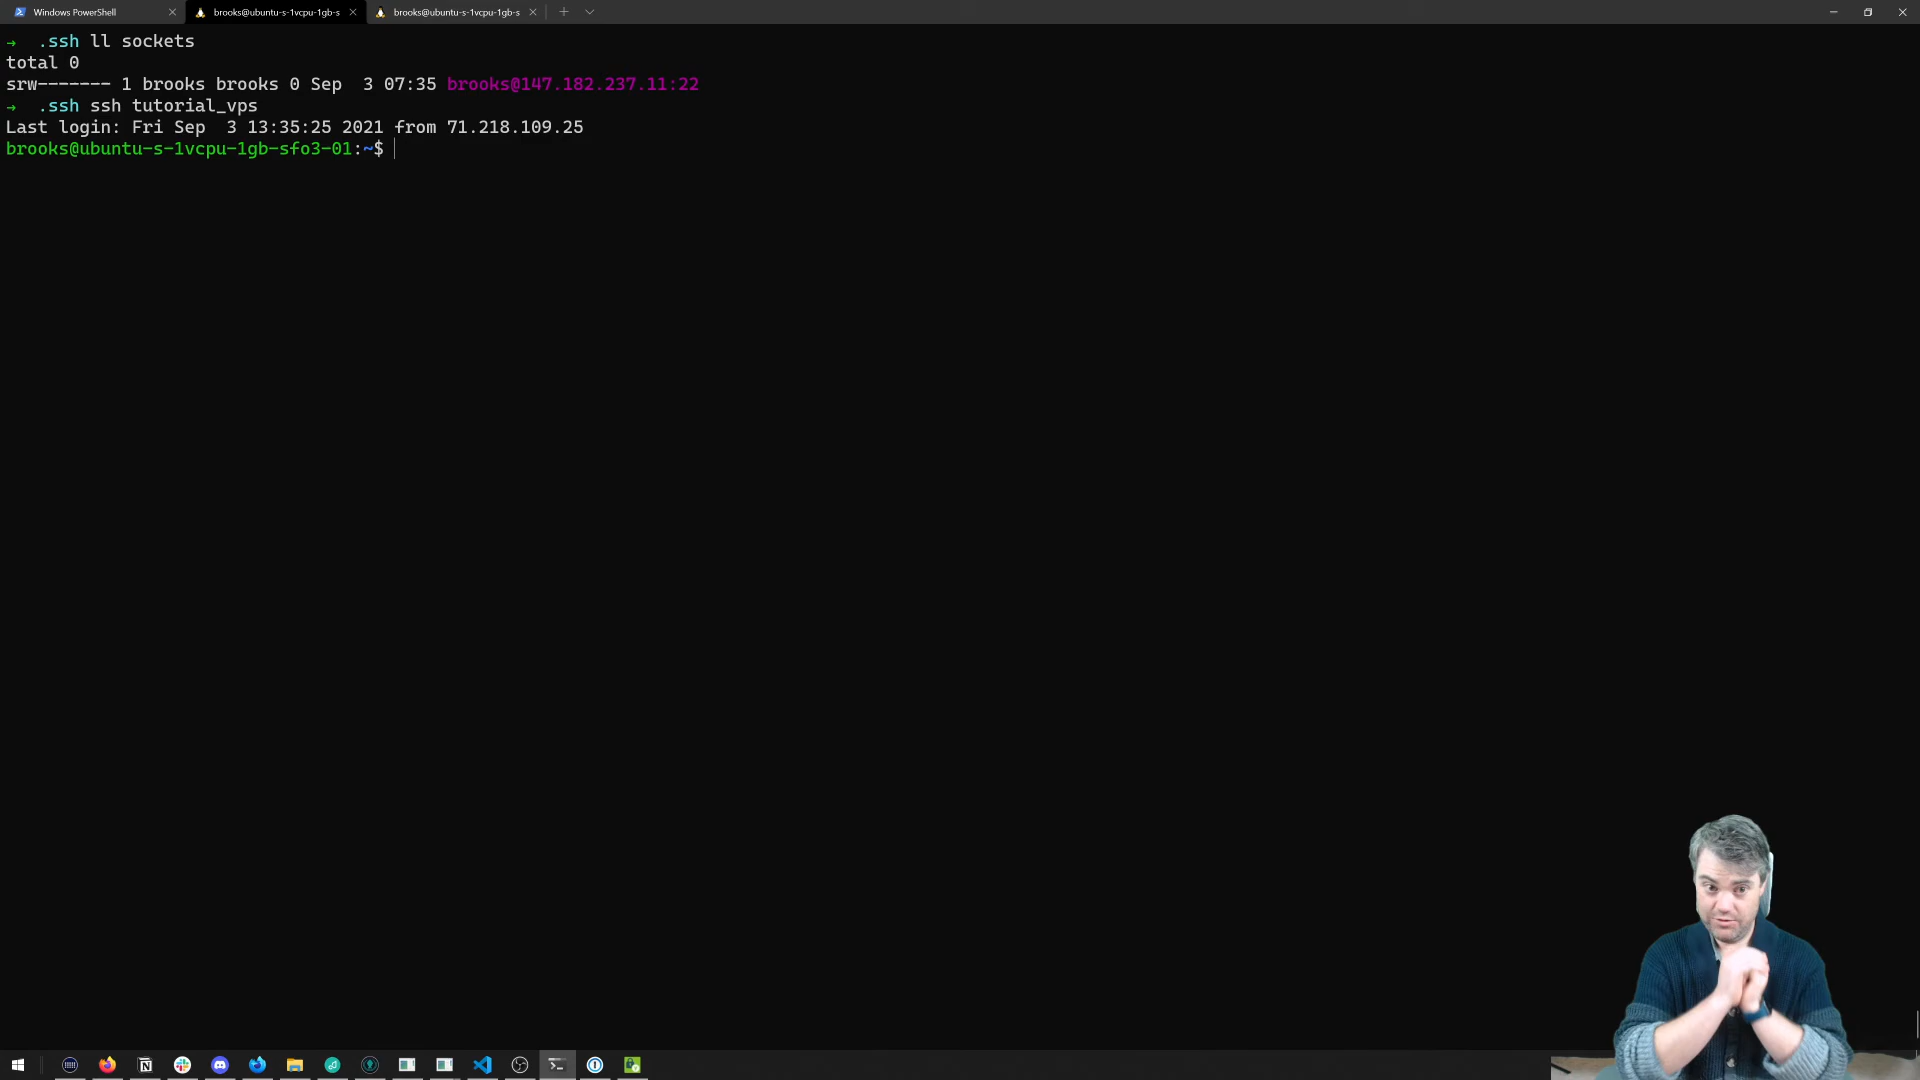 Windows PowerShell
brooks@ubuntu-s-1vcpu-1gb-s
brooks@ubuntu-s-1vcpu-1gb-s
→ .ssh ll sockets
total 0
srw------- 1 brooks brooks 0 Sep  3 07:35 brooks@147.182.237.11:22
→ .ssh ssh tutorial_vps
Last login: Fri Sep  3 13:35:25 2021 from 71.218.109.25
brooks@ubuntu-s-1vcpu-1gb-sfo3-01:~$